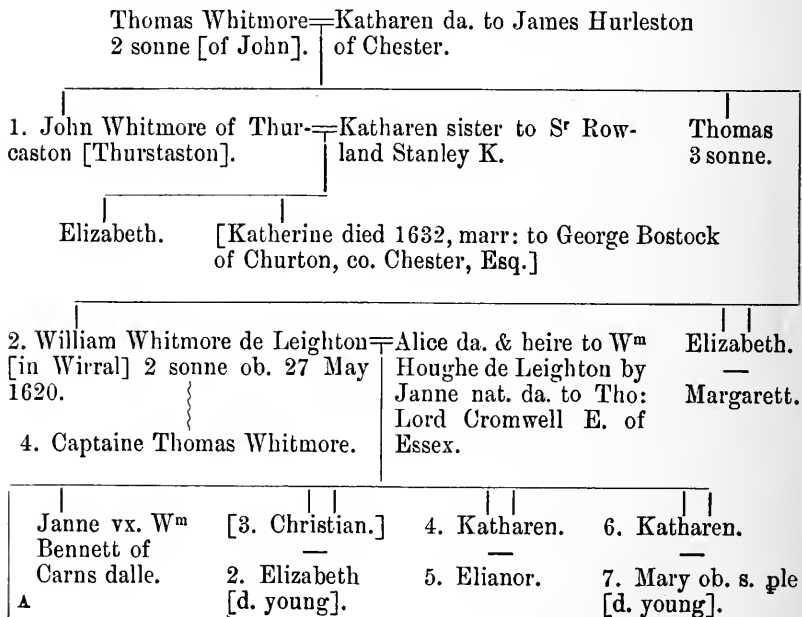 Thomas Whitmore=Katharen da. to James Hurleston
2 sonne [of John]. of Chester.
1. John Whitmore of Thur-=Katharen sister to Sʳ Row- Thomas
caston [Thurstaston]. land Stanley K. 3 sonne.
Elizabeth. [Katherine died 1632, marr: to George Bostock
of Churton, co. Chester, Esq.]
2. William Whitmore de Leighton=Alice da. & heire to Wᵐ Elizabeth.
[in Wirral] 2 sonne ob. 27 May Houghe de Leighton by —
1620. Janne nat. da. to Tho: Margarett.
Lord Cromwell E. of
4. Captaine Thomas Whitmore. Essex.
Janne vx. Wᵐ [3. Christian.] 4. Katharen. 6. Katharen.
Bennett of — — —
Carns dalle. 2. Elizabeth 5. Elianor. 7. Mary ob. s. ꝑle
A [d. young]. [d. young].